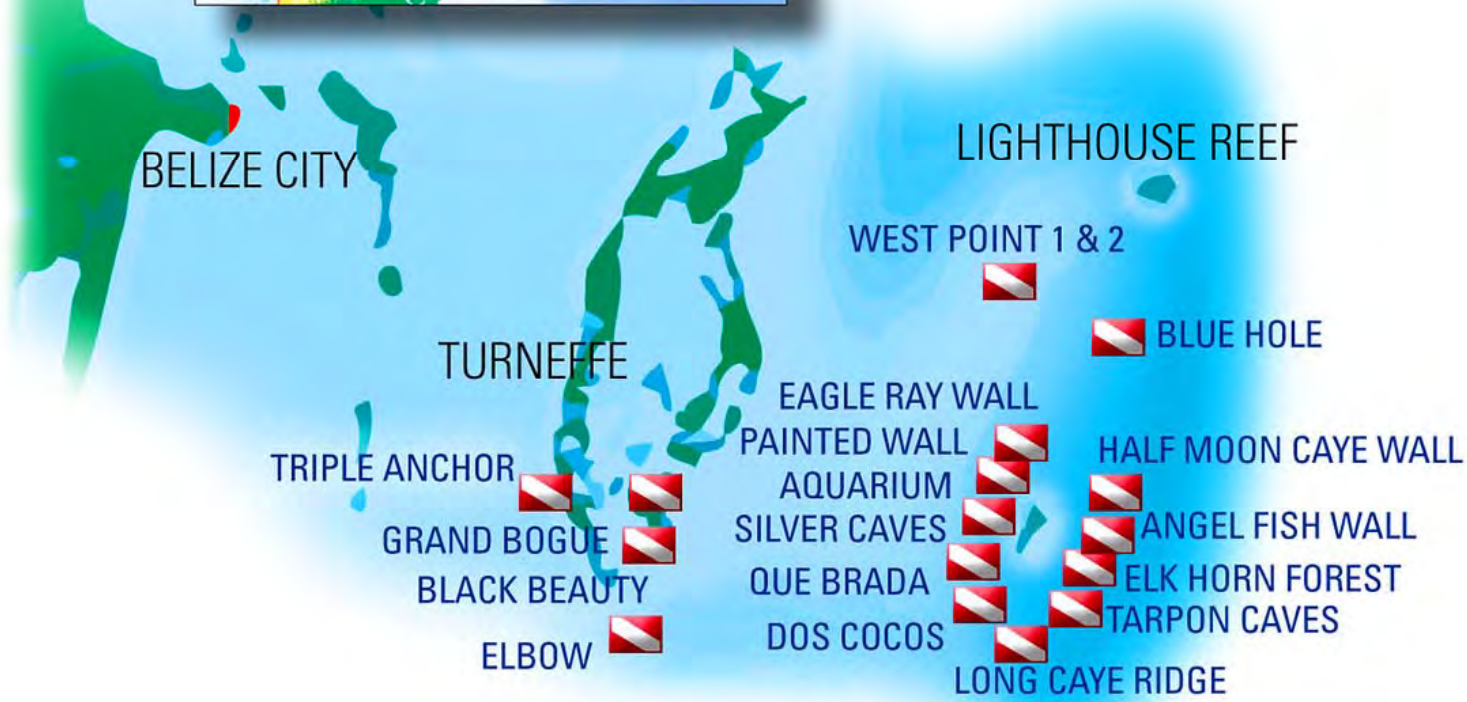 LIGHTHOUSE REEF
BELIZE CITY
WEST POINT 1 & 2
BLUE HOLE
TURNEFFE
EAGLE RAY WALL
PAINTED WALL
HALF MOON CAYE WALL
TRIPLE ANCHOR
AQUARIUM
SILVER CAVES
ANGEL FISH WALL
GRAND BOGUE
QUE BRADA
ELK HORN FOREST
BLACK BEAUTY
TARPON CAVES
DOS COCOS
ELBOW
LONG CAYE RIDGE